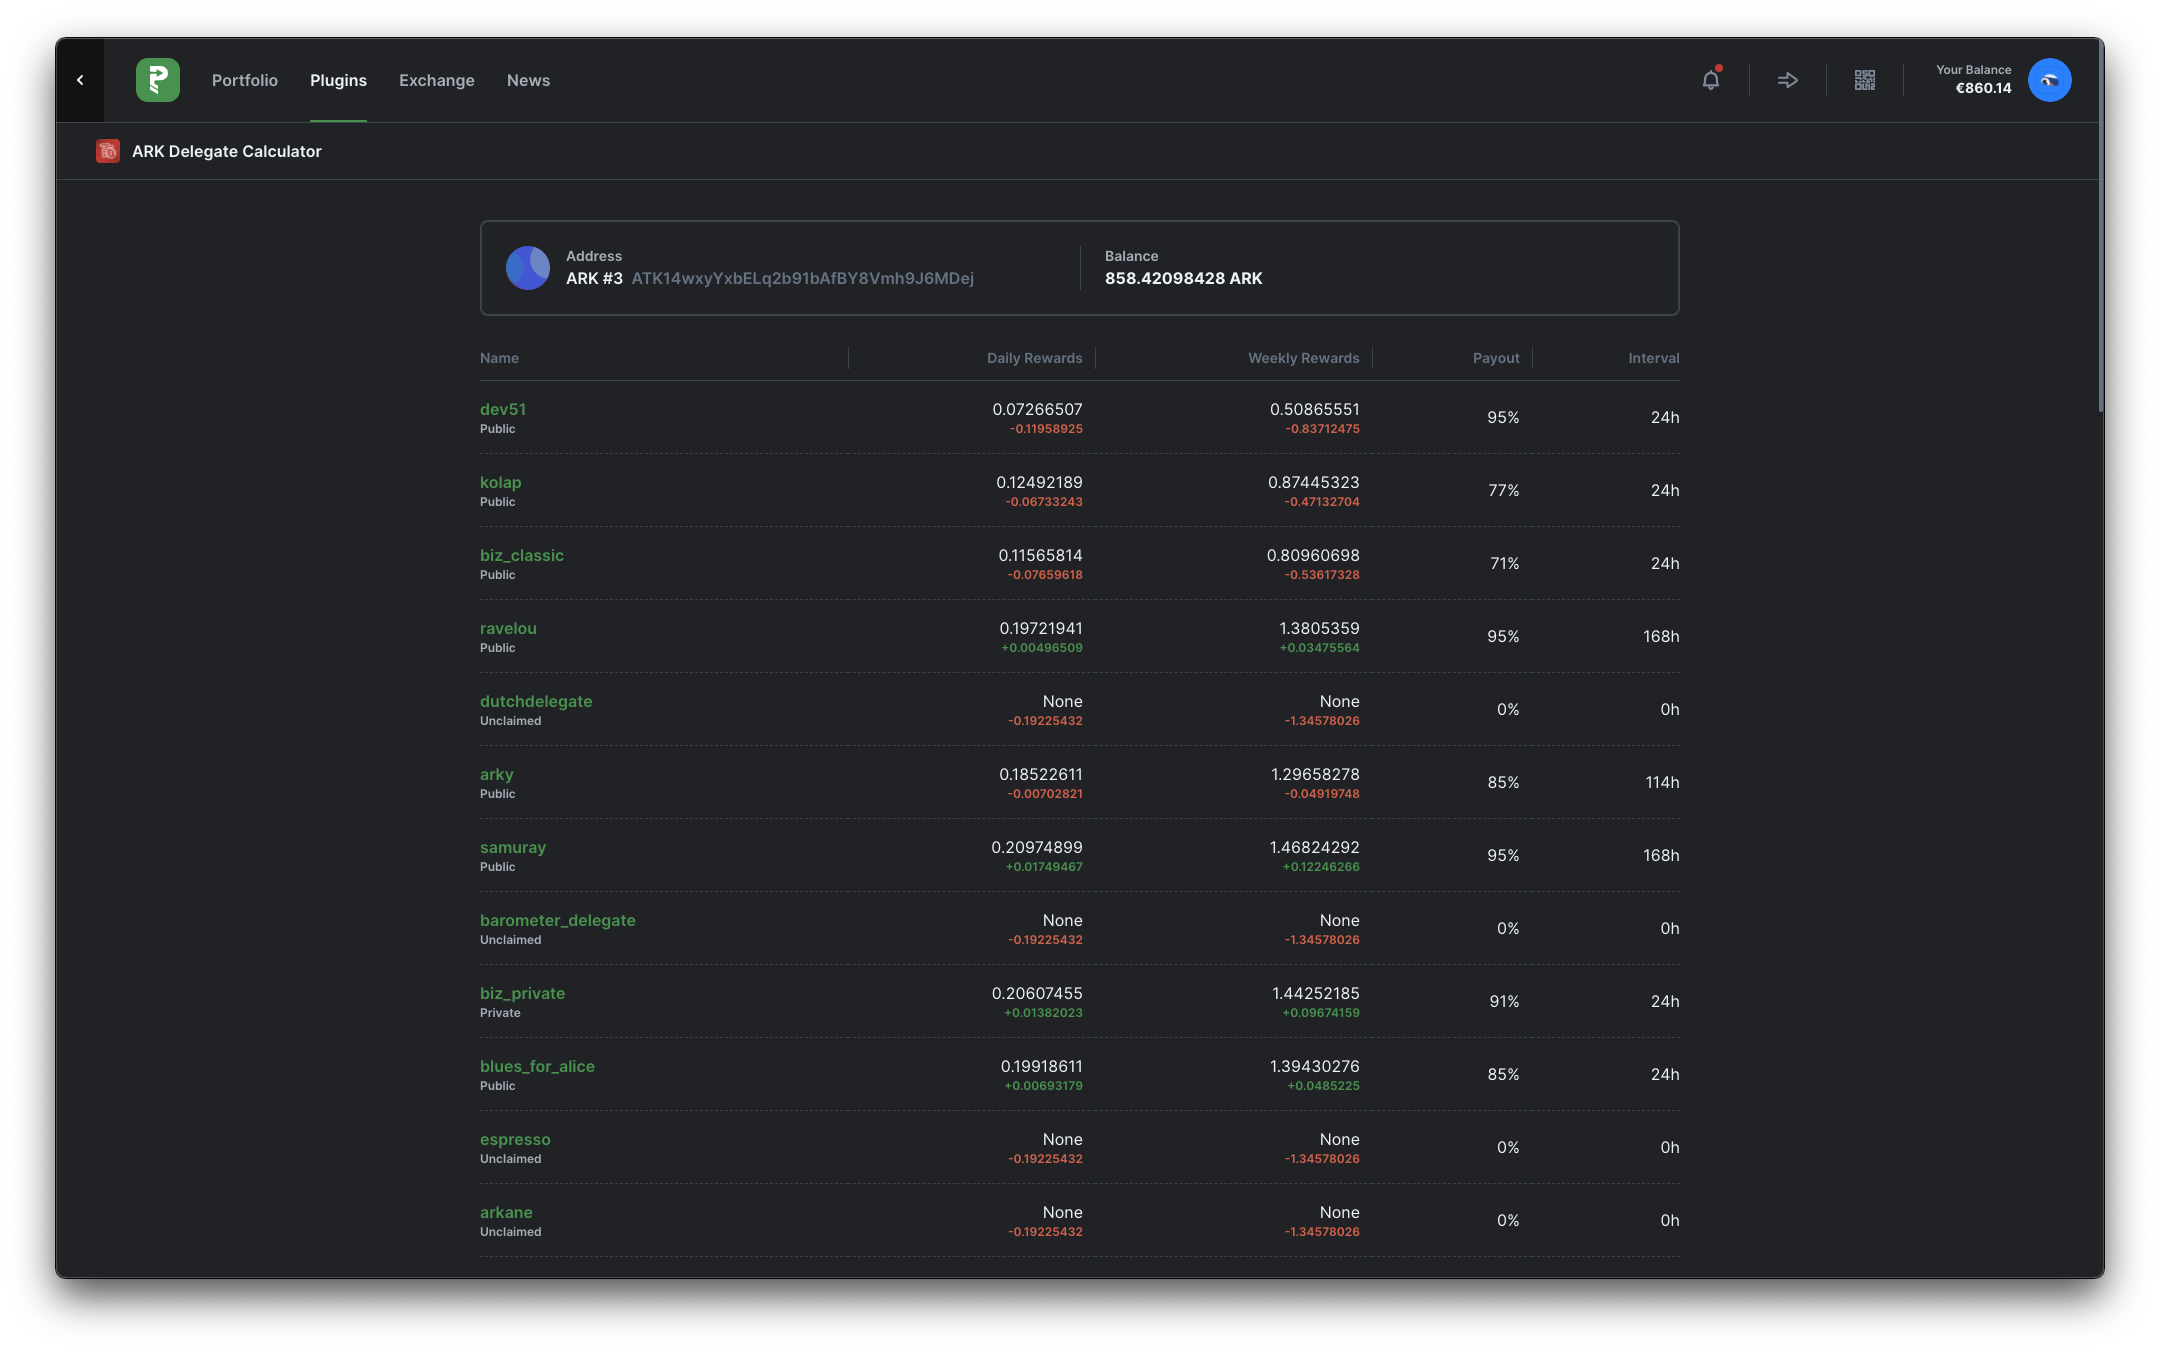 Portfolio Plugins Exchange News Your Balance
€860.14
ARK Delegate Calculator
Address Balance
ARK #3 ATK14wxyYxbELq2b91bAfBY8Vmh9J6MDej 858.42098428 ARK
Name Daily Rewards Weekly Rewards Payout Interval
dev51 0.07266507 0.50865551 95% 24h
Public -0.11958925 -0.83712475
kolap 0.12492189 0.87445323 77% 24h
Public -0.06733243 -0.47132704
biz_classic 0.11565814 0.80960698 71% 24h
Public -0.07659618 -0.53617328
ravelou 0.19721941 1.3805359 95% 168h
Public +0.00496509 +0.03475564
dutchdelegate None None 0% 0h
Unclaimed -0.19225432 -1.34578026
arky 0.18522611 1.29658278 85% 114h
Public -0.00702821 -0.04919748
samuray 0.20974899 1.46824292 95% 168h
Public +0.01749467 +0.12246266
barometer_delegate None None 0% 0h
Unclaimed -0.19225432 -1.34578026
biz_private 0.20607455 1.44252185 91% 24h
Private +0.01382023 +0.09674159
blues_for_alice 0.19918611 1.39430276 85% 24h
Public +0.00693179 +0.0485225
espresso None None 0% 0h
Unclaimed -0.19225432 -1.34578026
arkane None None 0% 0h
Unclaimed -0.19225432 -1.34578026